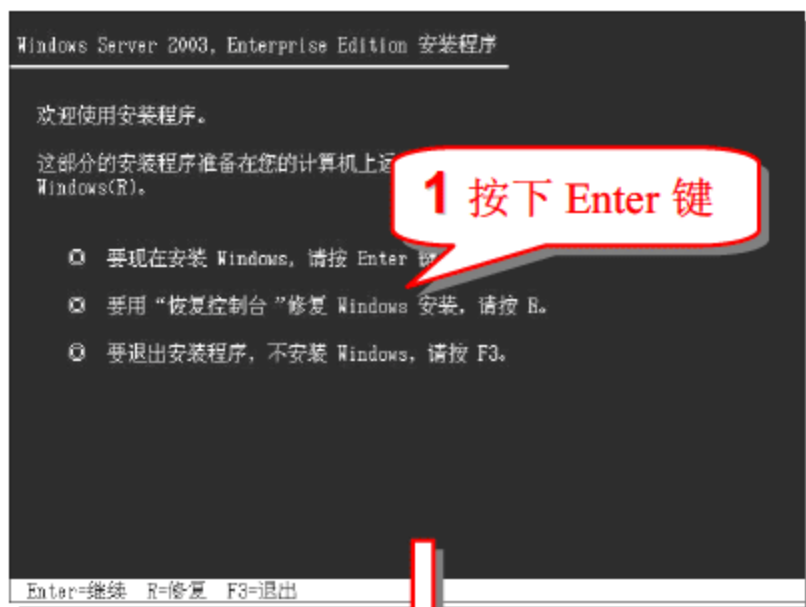 Windows Server 2003, Enterprise Edition 安装程序
欢迎使用安装程序。
这部分的安装程序准备在您的计算机上运
Windows(R)。
1 按下 Enter 键
要现在安装 Windows, 请按 Enter 键
要用“恢复控制台”修复 Windows 安装, 请按 R。
要退出安装程序, 不安装 Windows, 请按 F3。
Enter=继续 R=修复 F3=退出